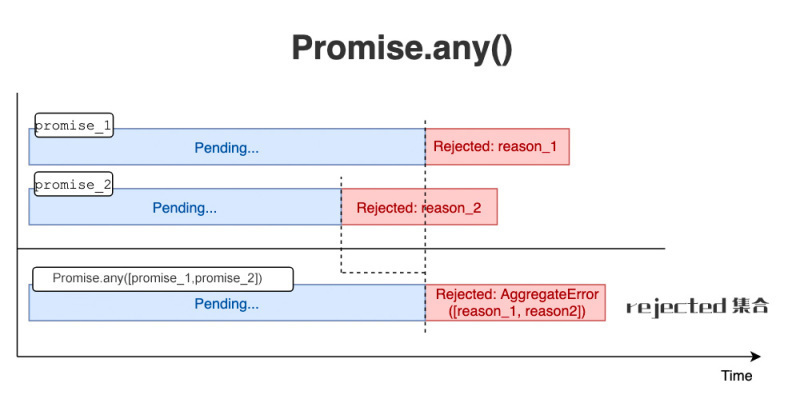 Promise.any()
promise_1
Pending...
Rejected: reason_1
promise_2
Pending...
Rejected: reason_2
Promise.any([promise_1,promise_2])
Pending...
Rejected: AggregateError
([reason_1, reason2])
rejected 集合
Time